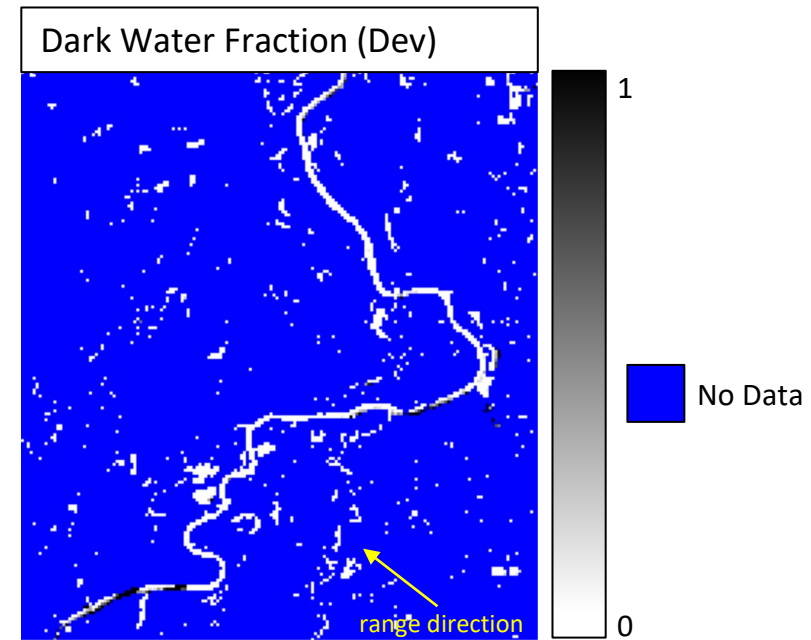 Dark Water Fraction (Dev)
1
No Data
range direction
0